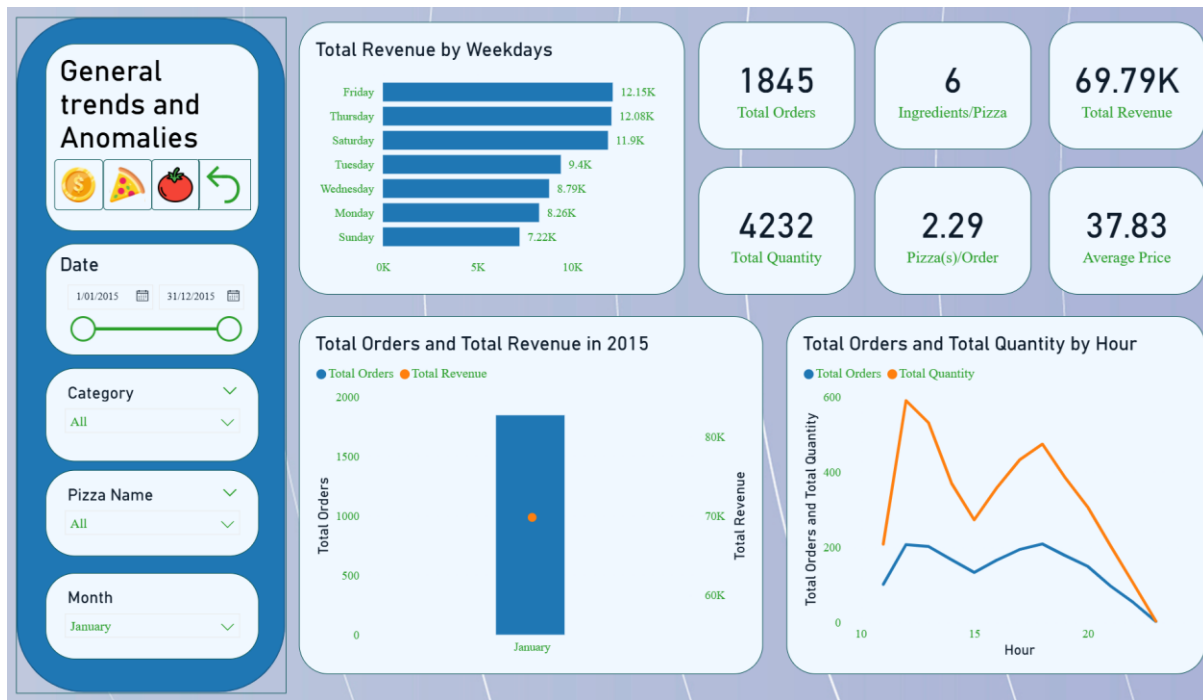 General
trends and
Anomalies
Date
1/01/2015 31/12/2015
Category
All
Pizza Name
All
Month
January
Total Revenue by Weekdays
Friday 12.15K
Thursday 12.08K
Saturday 11.9K
Tuesday 9.4K
Wednesday 8.79K
Monday 8.26K
Sunday 7.22K
0K 5K 10K
1845
Total Orders
6
Ingredients/Pizza
69.79K
Total Revenue
4232
Total Quantity
2.29
Pizza(s)/Order
37.83
Average Price
Total Orders and Total Revenue in 2015
Total Orders Total Revenue
Total Orders
2000
1500
1000
500
0
January
80K
70K
60K
Total Revenue
Total Orders and Total Quantity by Hour
Total Orders Total Quantity
Total Orders and Total Quantity
600
400
200
0
10 15 20
Hour